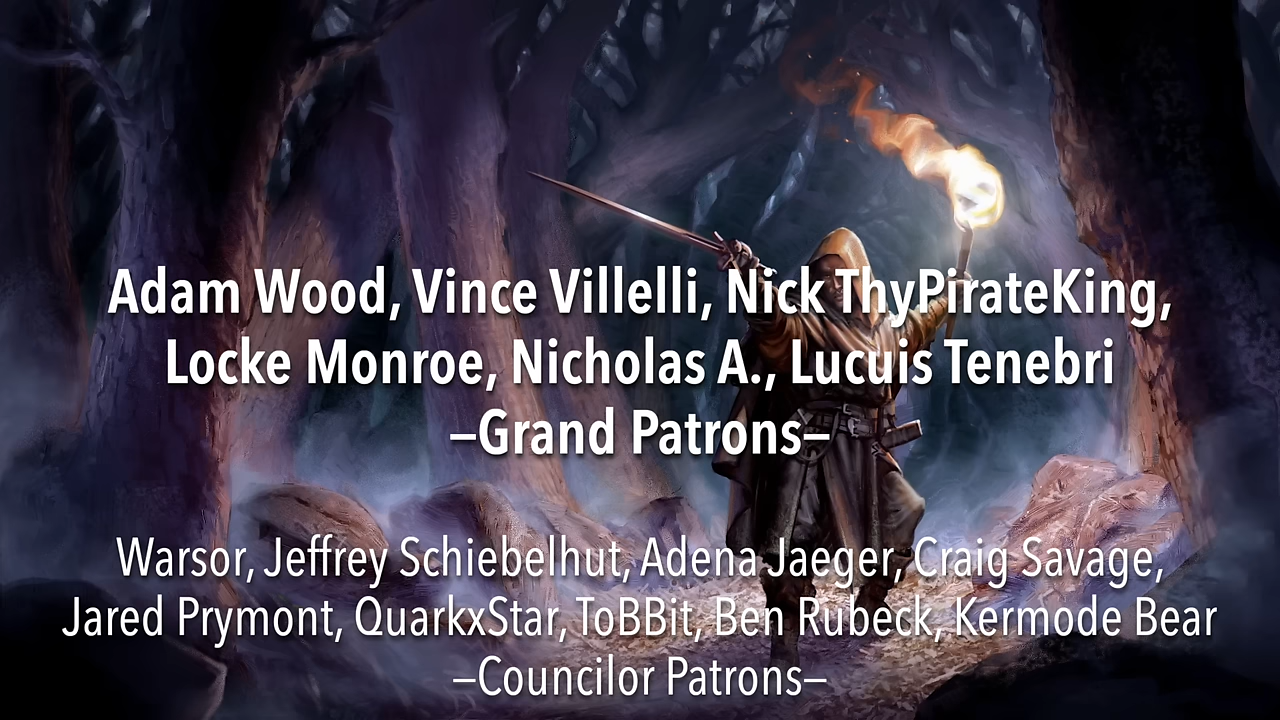 Adam Wood, Vince Villelli, Nick ThyPirateKing,
Locke Monroe, Nicholas A., Lucuis Tenebri
–Grand Patrons–
Warsor, Jeffrey Schiebelhut, Adena Jaeger, Craig Savage,
Jared Prymont, QuarkxStar, ToBBit, Ben Rubeck, Kermode Bear
–Councilor Patrons–